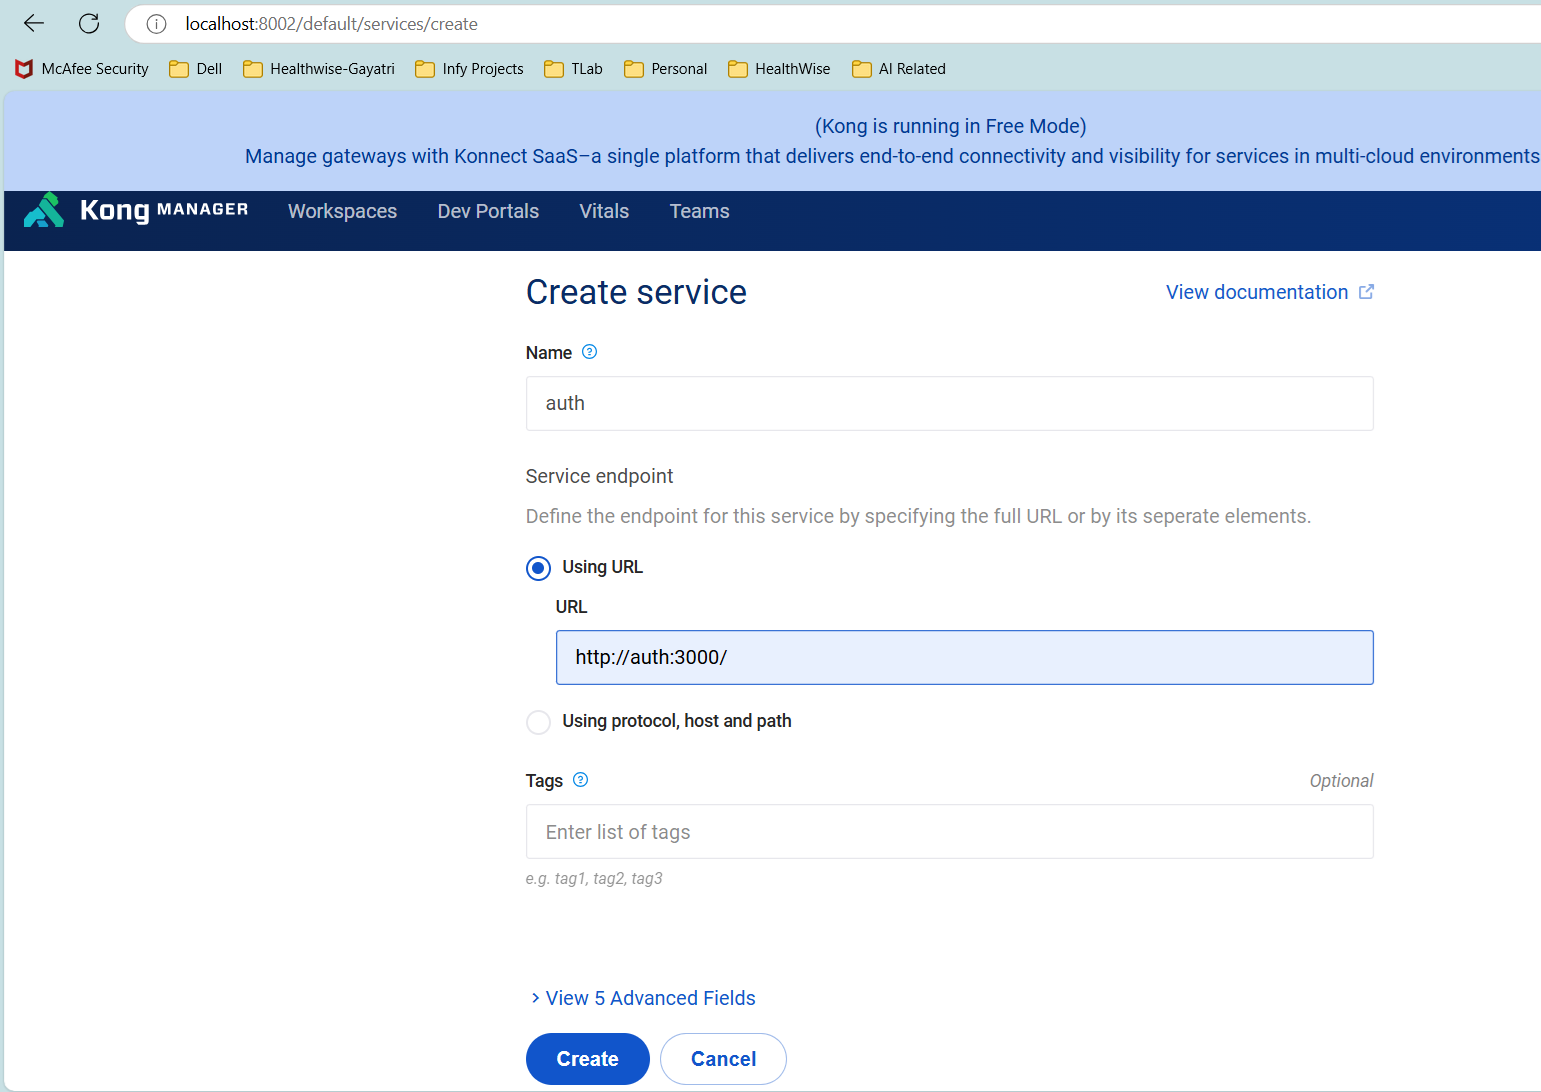 localhost:8002/default/services/create
McAfee Security Dell Healthwise-Gayatri Infy Projects TLab Personal HealthWise AI Related
(Kong is running in Free Mode)
Manage gateways with Konnect SaaS–a single platform that delivers end-to-end connectivity and visibility for services in multi-cloud environments
Kong MANAGER Workspaces Dev Portals Vitals Teams
Create service View documentation
Name
auth
Service endpoint
Define the endpoint for this service by specifying the full URL or by its seperate elements.
Using URL
URL
http://auth:3000/
Using protocol, host and path
Tags Optional
Enter list of tags
e.g. tag1, tag2, tag3
View 5 Advanced Fields
Create Cancel